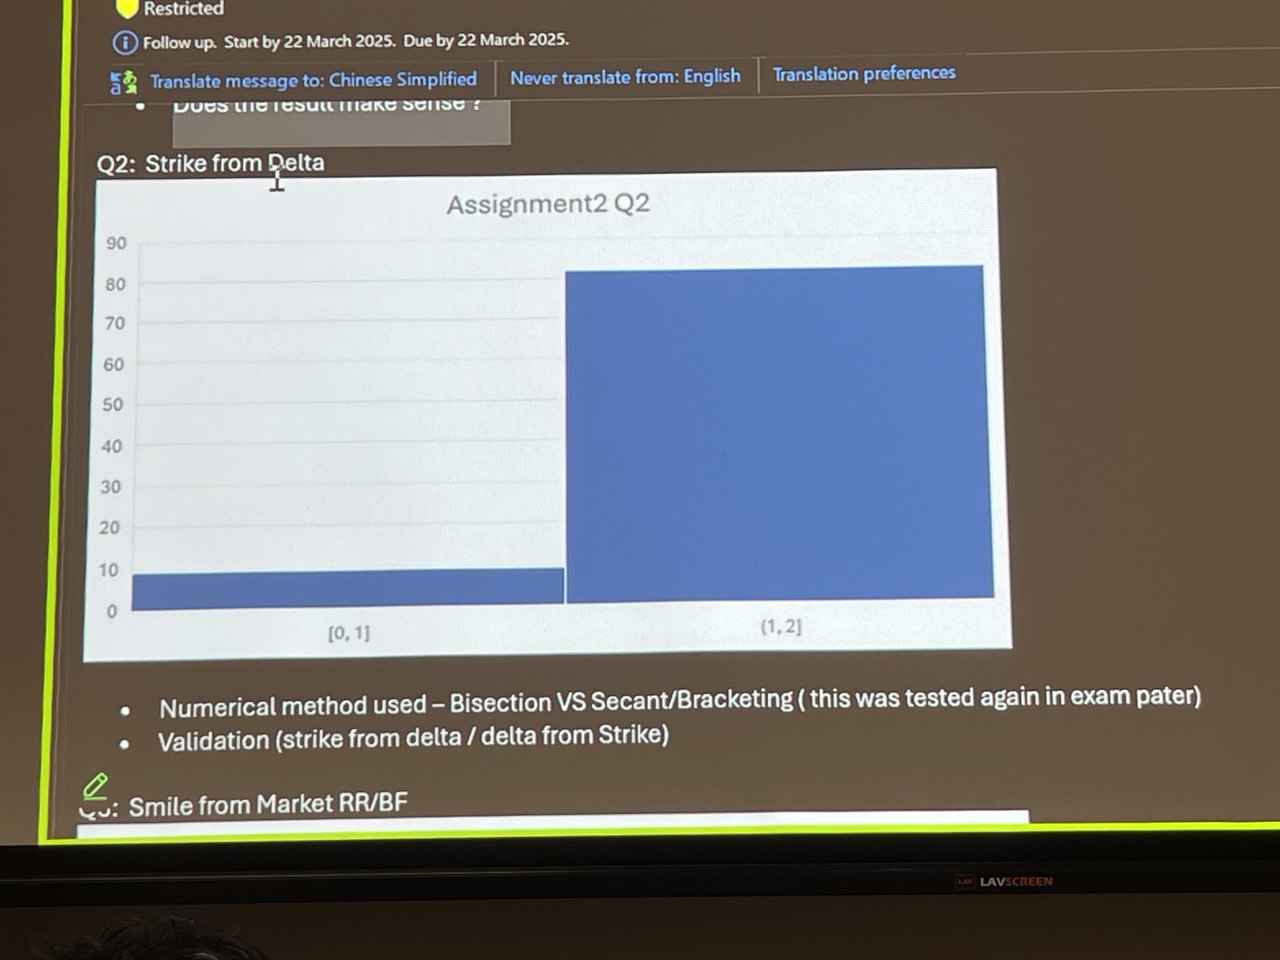 Restricted
Follow up. Start by 22 March 2025. Due by 22 March 2025.
Translate message to: Chinese Simplified
Never translate from: English
Translation preferences
• Does the result make sense ?
Q2: Strike from Delta
Assignment2 Q2
90
80
70
60
50
40
30
20
10
0
[0, 1]
(1, 2]
• Numerical method used – Bisection VS Secant/Bracketing ( this was tested again in exam pater)
• Validation (strike from delta / delta from Strike)
: Smile from Market RR/BF
LAVSCREEN